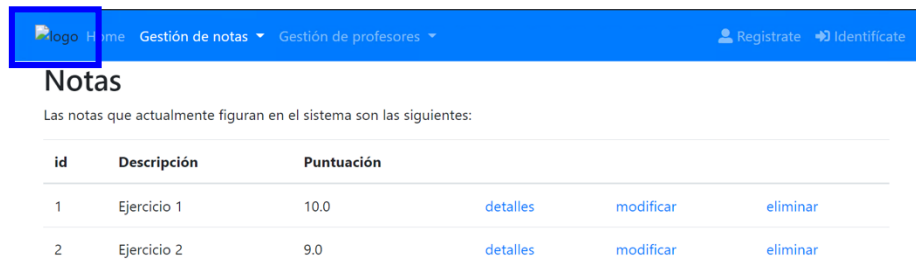 logo Home Gestión de notas Gestión de profesores Registrate Identifícate
Notas
Las notas que actualmente figuran en el sistema son las siguientes:
id Descripción Puntuación
1 Ejercicio 1 10.0 detalles modificar eliminar
2 Ejercicio 2 9.0 detalles modificar eliminar